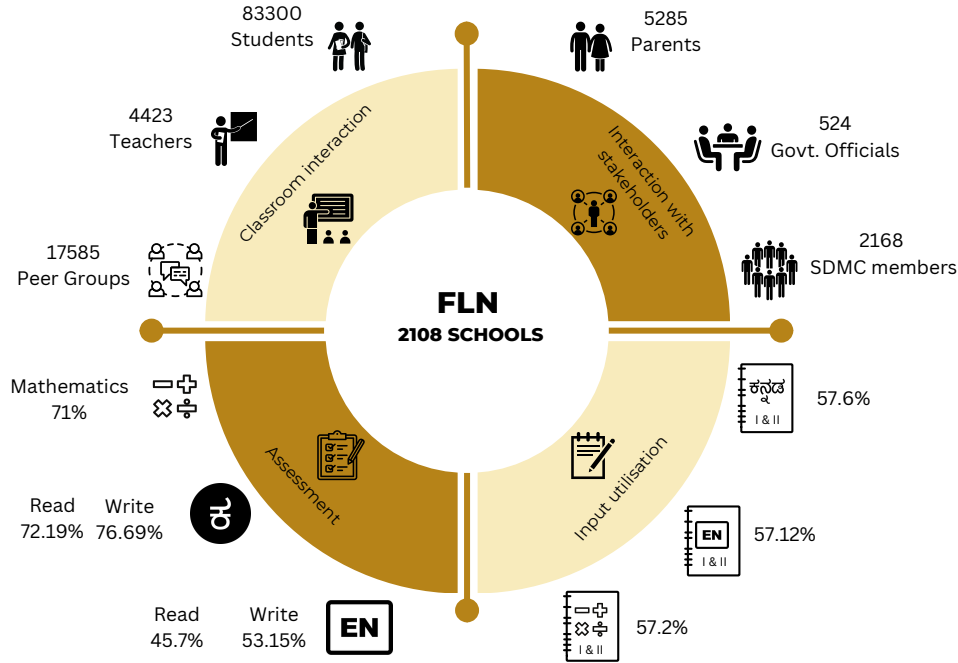 83300
Students
5285
Parents
4423
Teachers
524
Govt. Officials
17585
Peer Groups
2168
SDMC members
Classroom interaction
Interaction with
stakeholders
FLN
2108 SCHOOLS
Mathematics
71%
ಕನ್ನಡ
I & II
57.6%
Assessment
Input utilisation
Read
72.19%
Write
76.69%
EN
I & II
57.12%
Read
45.7%
Write
53.15%
EN
I & II
57.2%